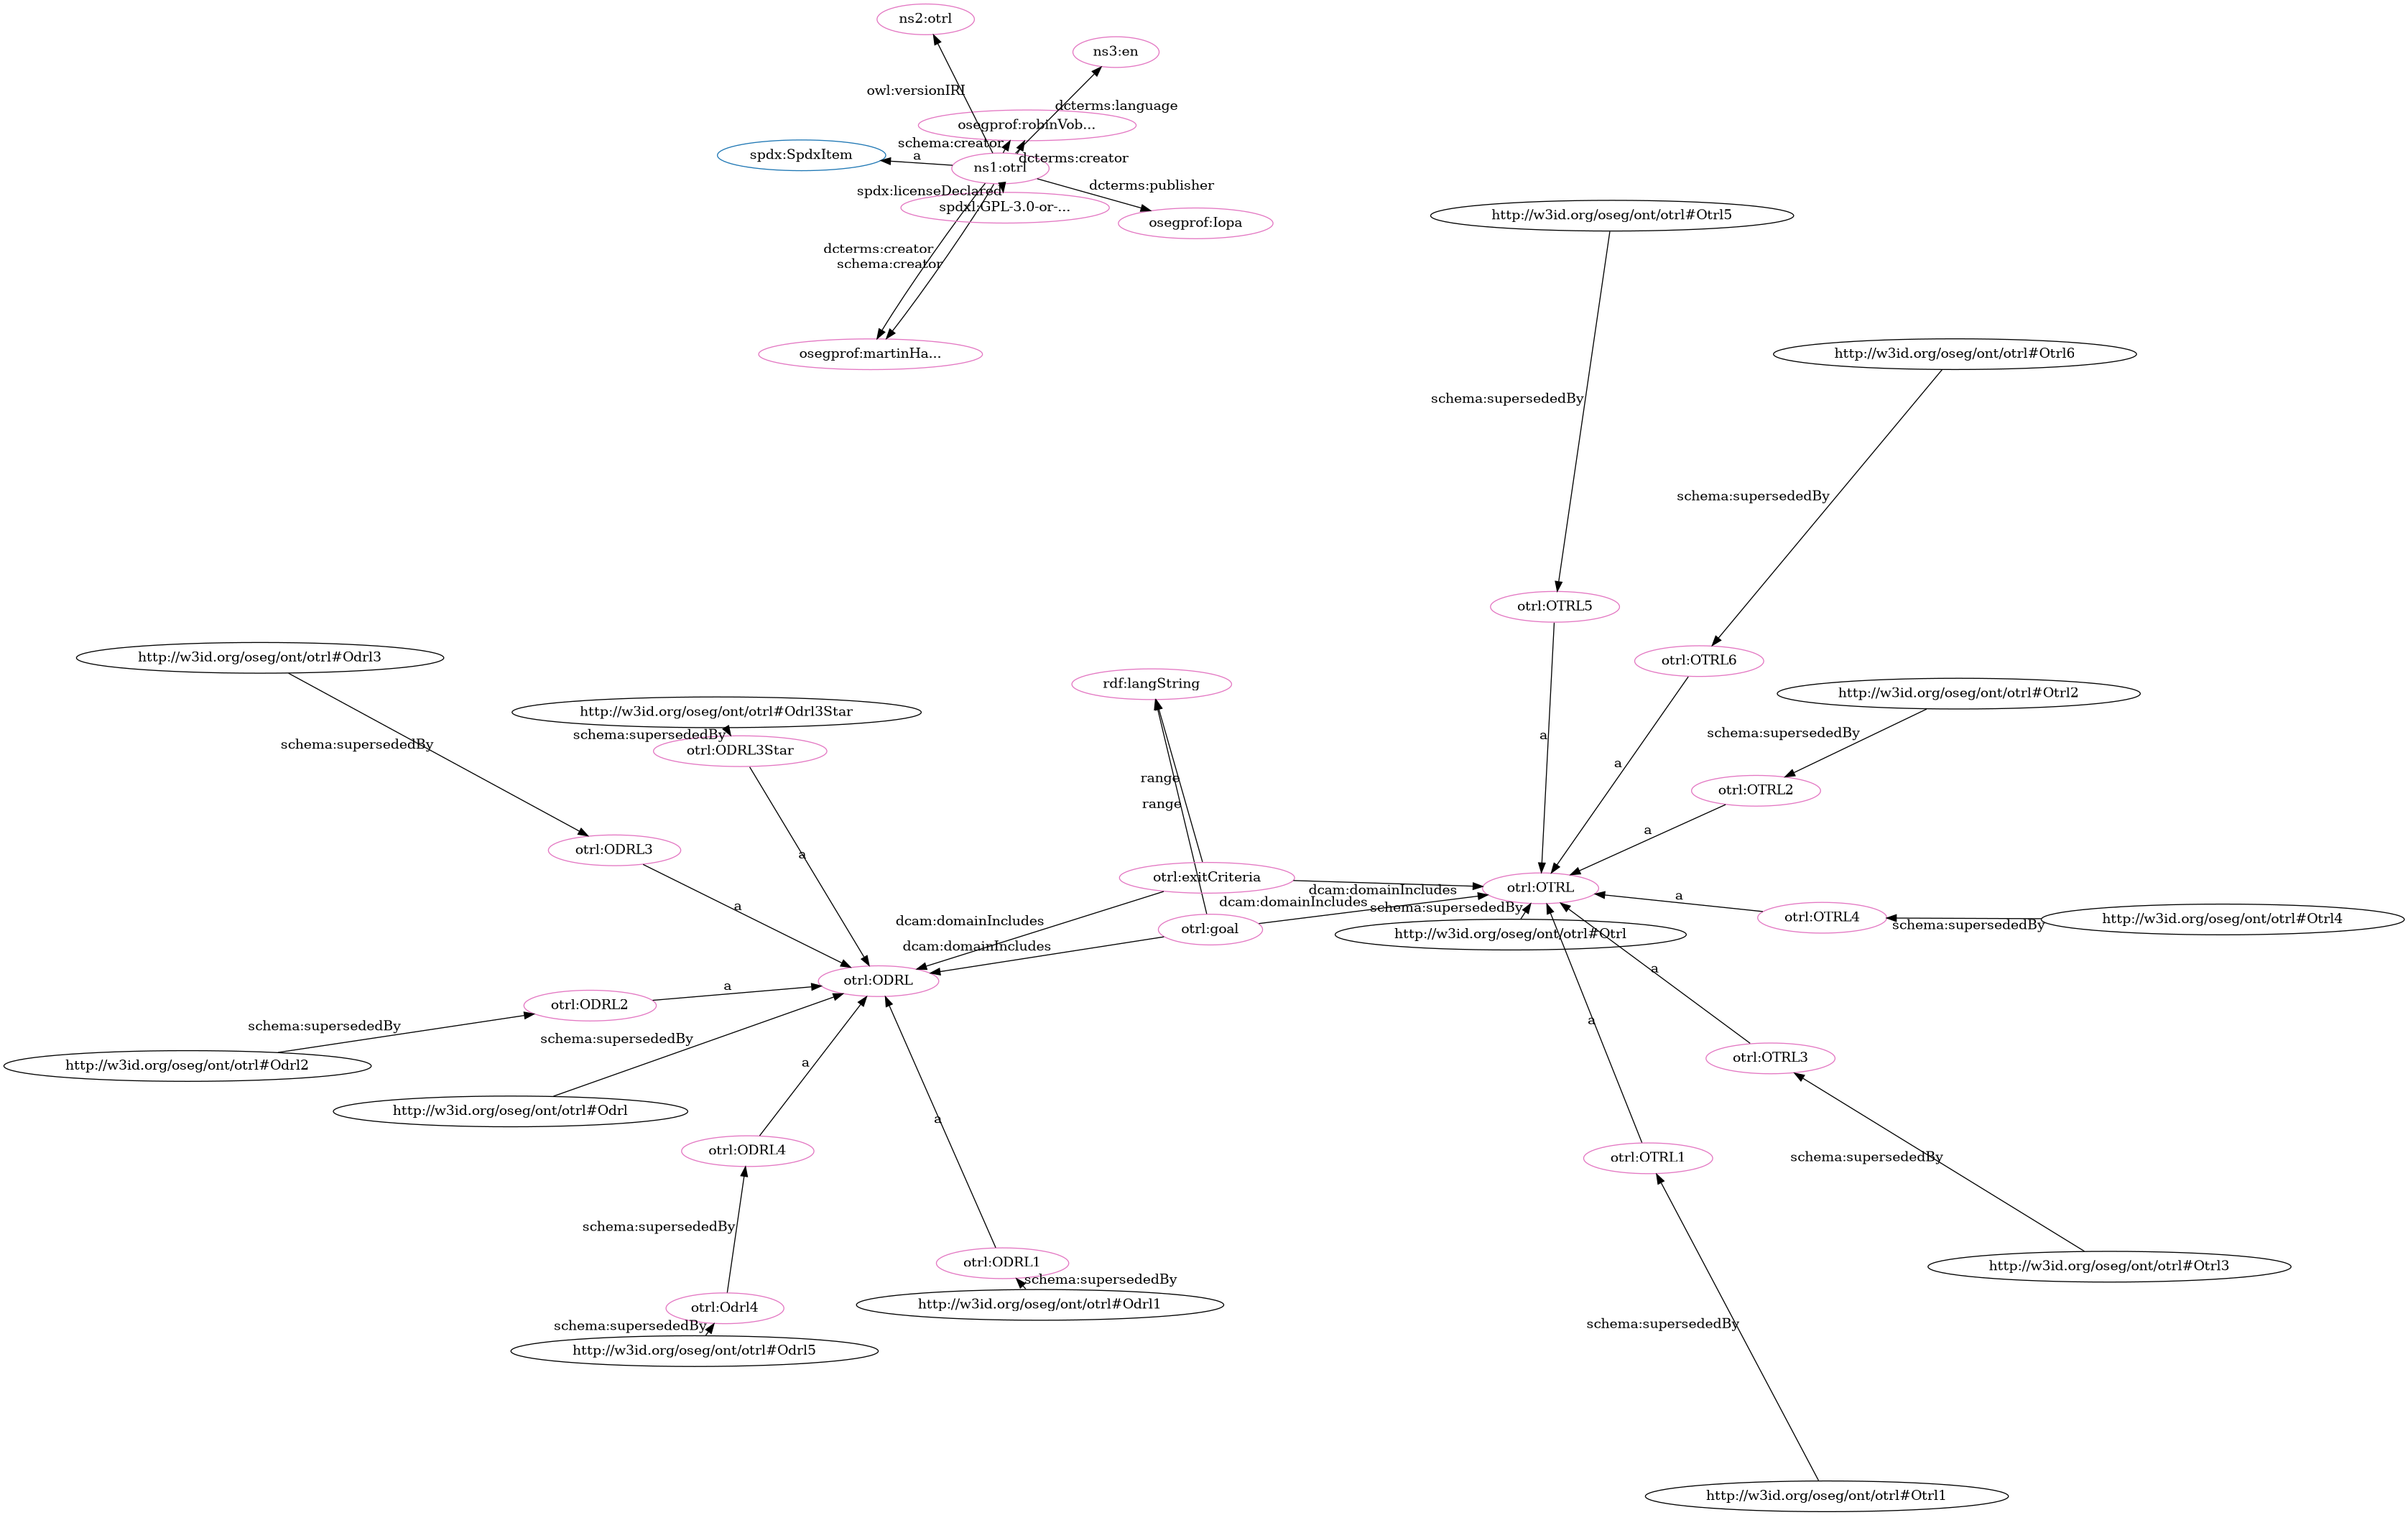 ns2:otrl
ns3:en
owl:versionIRI
dcterms:language
osegprof:robinVob...
schema:creator
spdx:SpdxItem
a
dcterms:creator
ns1:otrl
dcterms:publisher
spdx:licenseDeclared
spdxl:GPL-3.0-or-...
osegprof:Iopa
http://w3id.org/oseg/ont/otrl#Otrl5
dcterms:creator
schema:creator
osegprof:martinHa...
http://w3id.org/oseg/ont/otrl#Otrl6
schema:supersededBy
schema:supersededBy
otrl:OTRL5
http://w3id.org/oseg/ont/otrl#Odrl3
otrl:OTRL6
rdf:langString
http://w3id.org/oseg/ont/otrl#Otrl2
http://w3id.org/oseg/ont/otrl#Odrl3Star
schema:supersededBy
schema:supersededBy
a
schema:supersededBy
otrl:ODRL3Star
a
range
otrl:OTRL2
range
a
otrl:ODRL3
a
otrl:exitCriteria
otrl:OTRL
dcam:domainIncludes
a
dcam:domainIncludes
a
schema:supersededBy
otrl:OTRL4
http://w3id.org/oseg/ont/otrl#Otrl4
dcam:domainIncludes
schema:supersededBy
otrl:goal
http://w3id.org/oseg/ont/otrl#Otrl
dcam:domainIncludes
a
otrl:ODRL
a
otrl:ODRL2
a
schema:supersededBy
schema:supersededBy
otrl:OTRL3
a
http://w3id.org/oseg/ont/otrl#Odrl2
http://w3id.org/oseg/ont/otrl#Odrl
a
otrl:ODRL4
schema:supersededBy
otrl:OTRL1
schema:supersededBy
otrl:ODRL1
http://w3id.org/oseg/ont/otrl#Otrl3
schema:supersededBy
http://w3id.org/oseg/ont/otrl#Odrl1
otrl:Odrl4
schema:supersededBy
schema:supersededBy
http://w3id.org/oseg/ont/otrl#Odrl5
http://w3id.org/oseg/ont/otrl#Otrl1